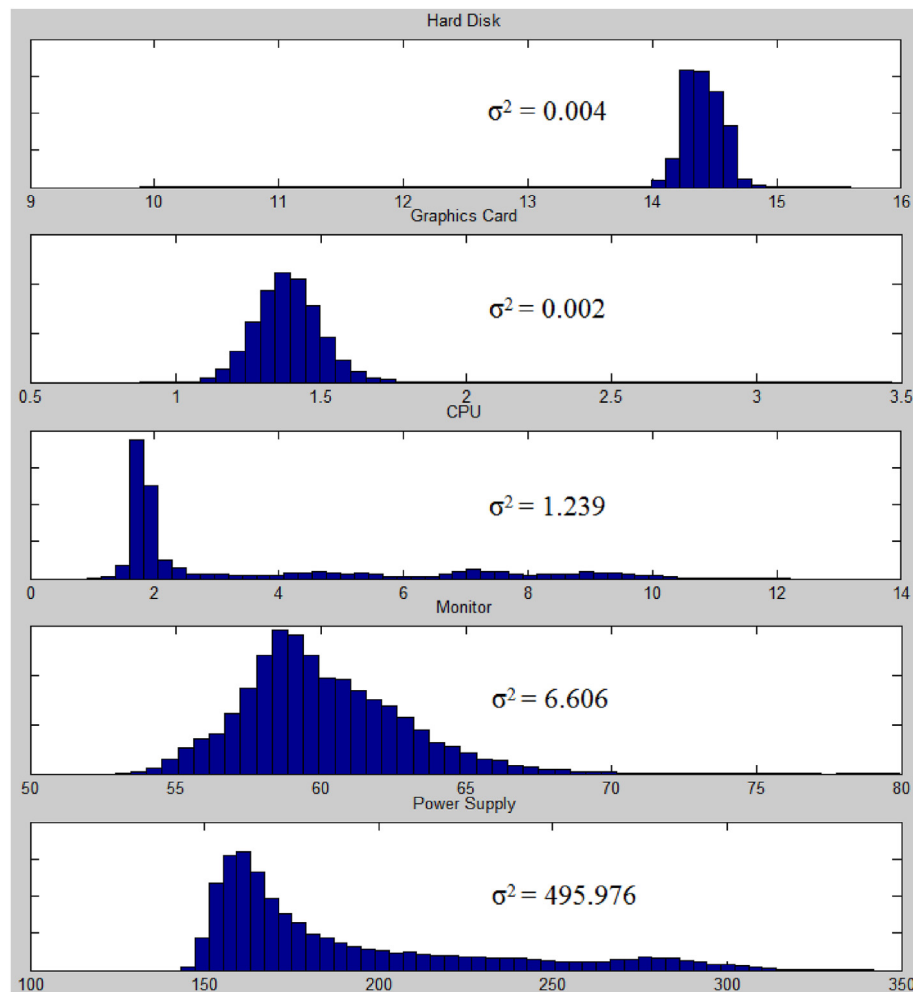 Hard Disk
σ² = 0.004
9 10 11 12 13 14 15 16
Graphics Card
σ² = 0.002
0.5 1 1.5 2 2.5 3 3.5
CPU
σ² = 1.239
0 2 4 6 8 10 12 14
Monitor
σ² = 6.606
50 55 60 65 70 75 80
Power Supply
σ² = 495.976
100 150 200 250 300 350